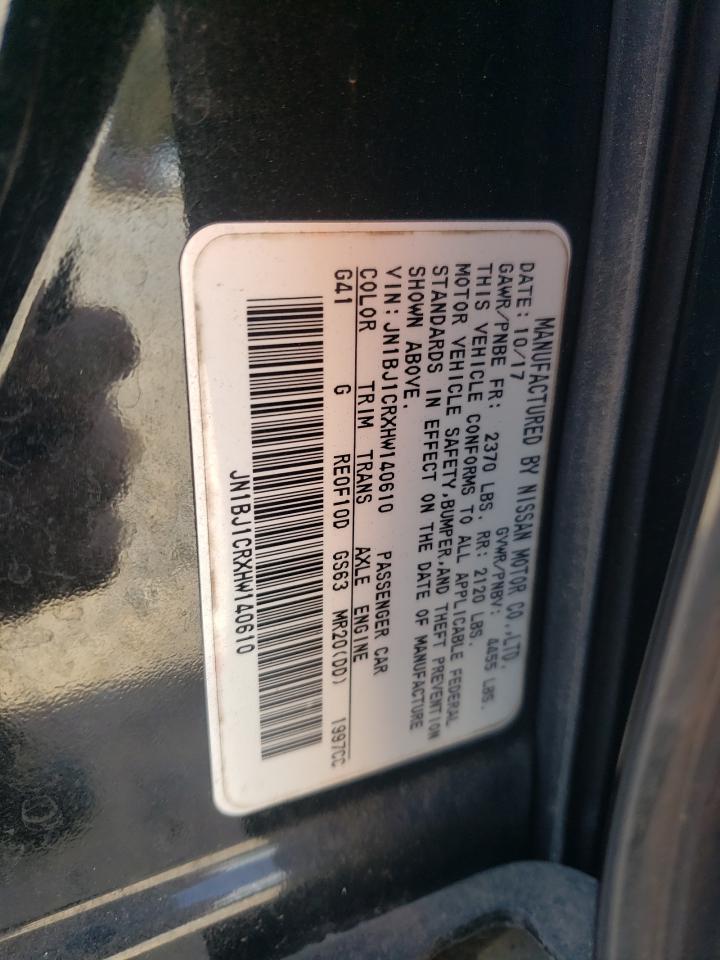 MANUFACTURED BY NISSAN MOTOR CO.,LTD.
DATE: 10/17 GVWR/PNBV: 4455 LBS.
GAWR/PNBE FR: 2370 LBS. RR: 2120 LBS.
THIS VEHICLE CONFORMS TO ALL APPLICABLE FEDERAL
MOTOR VEHICLE SAFETY,BUMPER,AND THEFT PREVENTION
STANDARDS IN EFFECT ON THE DATE OF MANUFACTURE
SHOWN ABOVE.
VIN: JN1BJ1CRXHW140610 PASSENGER CAR
COLOR TRIM TRANS AXLE ENGINE
G41 G RE0F10D GS63 MR20(DD) 1997CC
JN1BJ1CRXHW140610